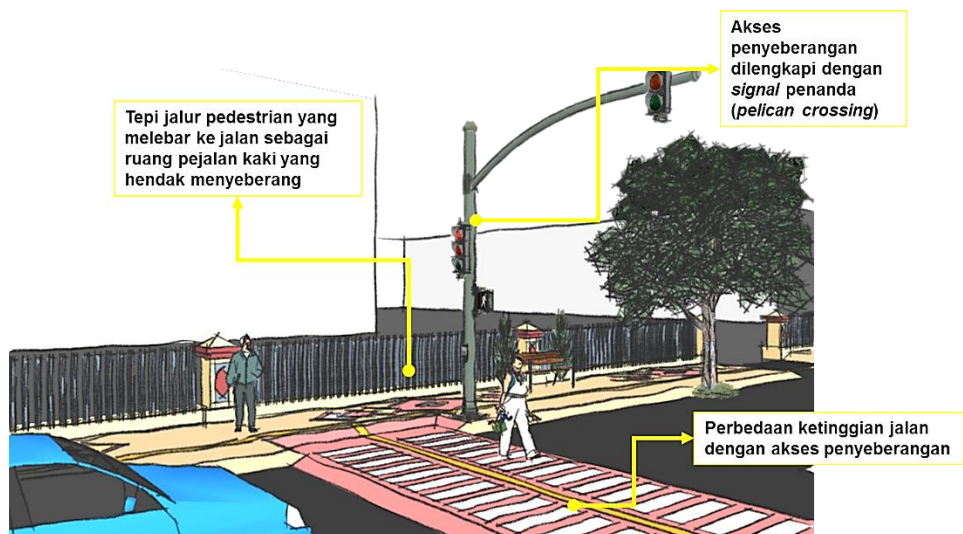 Akses
penyeberangan
dilengkapi dengan
signal penanda
(pelican crossing)
Tepi jalur pedestrian yang
melebar ke jalan sebagai
ruang pejalan kaki yang
hendak menyeberang
Perbedaan ketinggian jalan
dengan akses penyeberangan